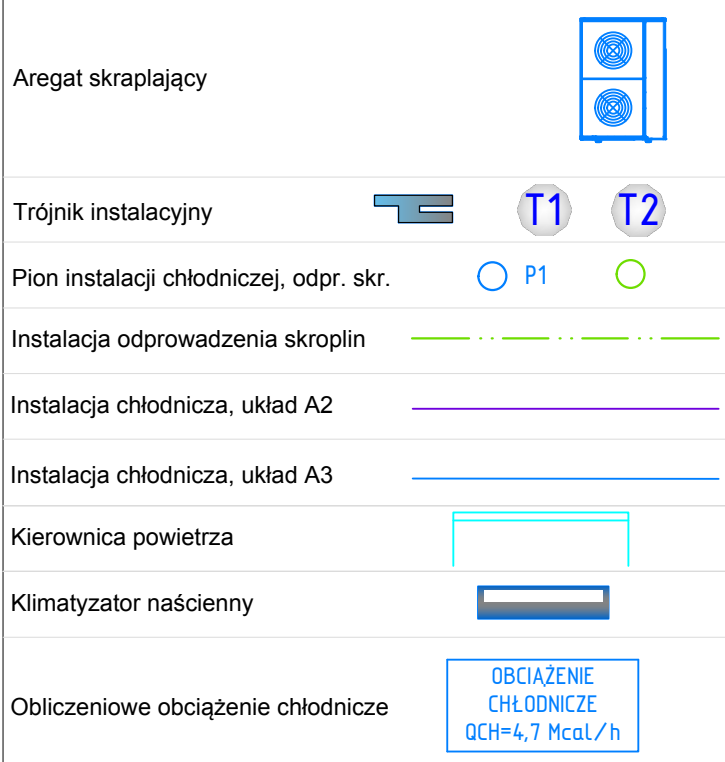 Aregat skraplający
Trójnik instalacyjny T1 T2
Pion instalacji chłodniczej, odpr. skr. P1
Instalacja odprowadzenia skroplin
Instalacja chłodnicza, układ A2
Instalacja chłodnicza, układ A3
Kierownica powietrza
Klimatyzator naścienny
Obliczeniowe obciążenie chłodnicze
OBCIĄŻENIE
CHŁODNICZE
QCH=4,7 Mcal/h